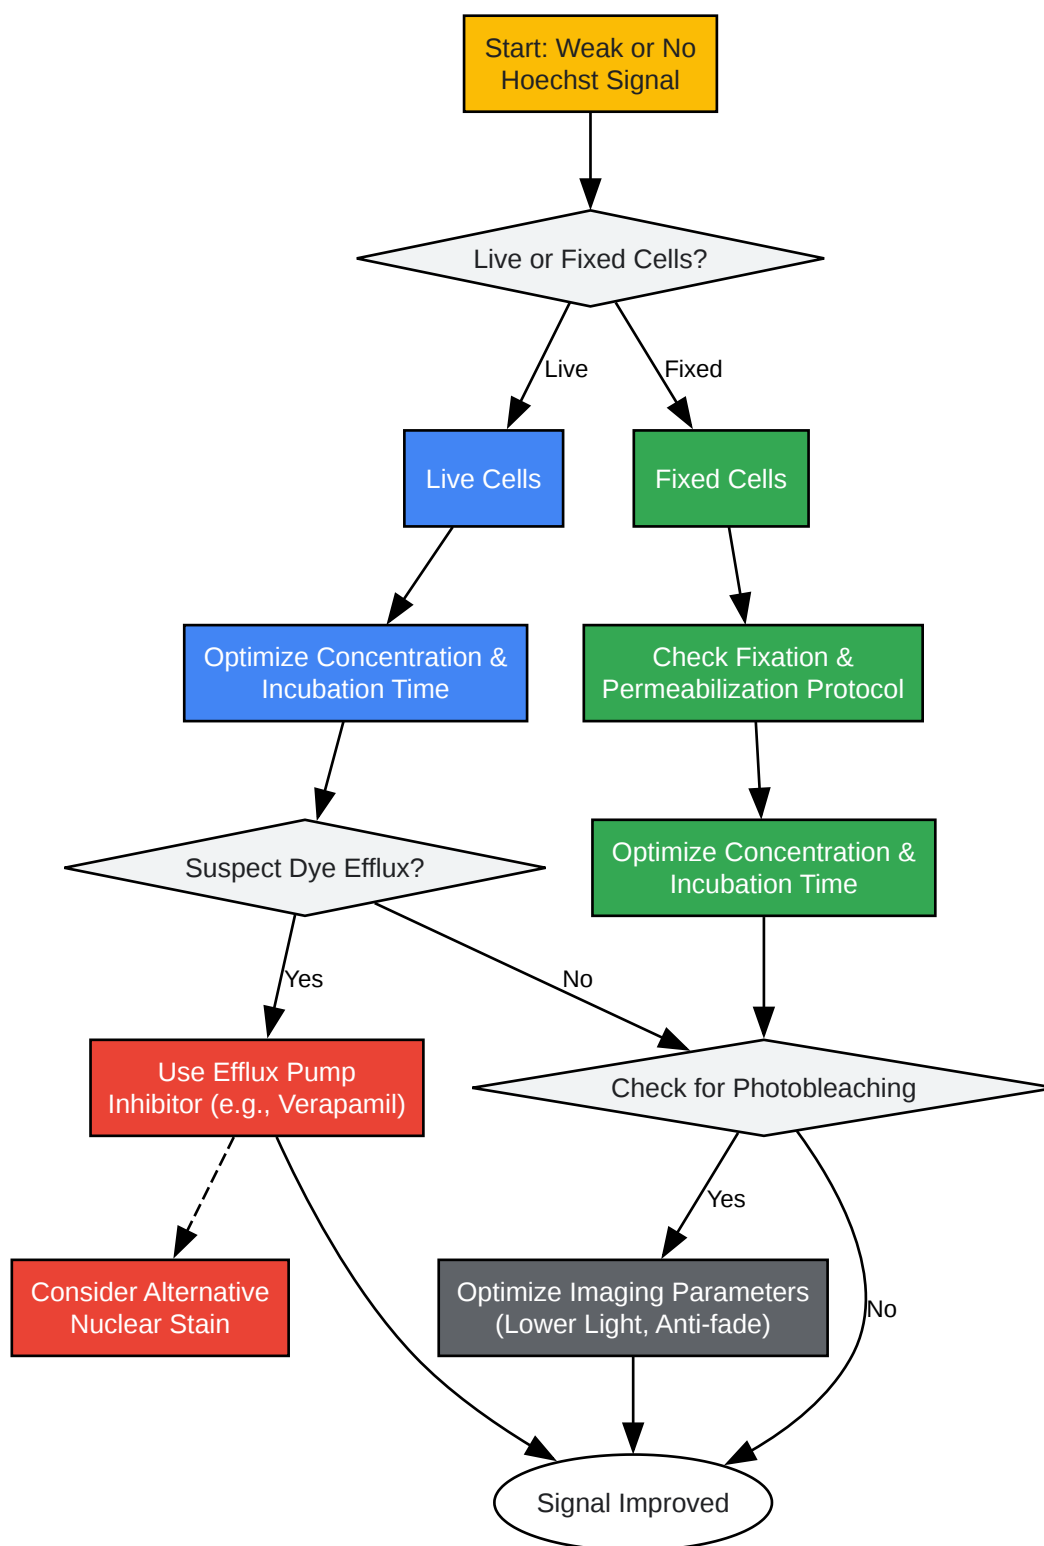 Start: Weak or No
Hoechst Signal
Live or Fixed Cells?
Live
Fixed
Live Cells
Fixed Cells
Optimize Concentration &
Incubation Time
Check Fixation &
Permeabilization Protocol
Suspect Dye Efflux?
Optimize Concentration &
Incubation Time
Yes
No
Use Efflux Pump
Inhibitor (e.g., Verapamil)
Check for Photobleaching
Yes
Consider Alternative
Nuclear Stain
Optimize Imaging Parameters
(Lower Light, Anti-fade)
No
Signal Improved